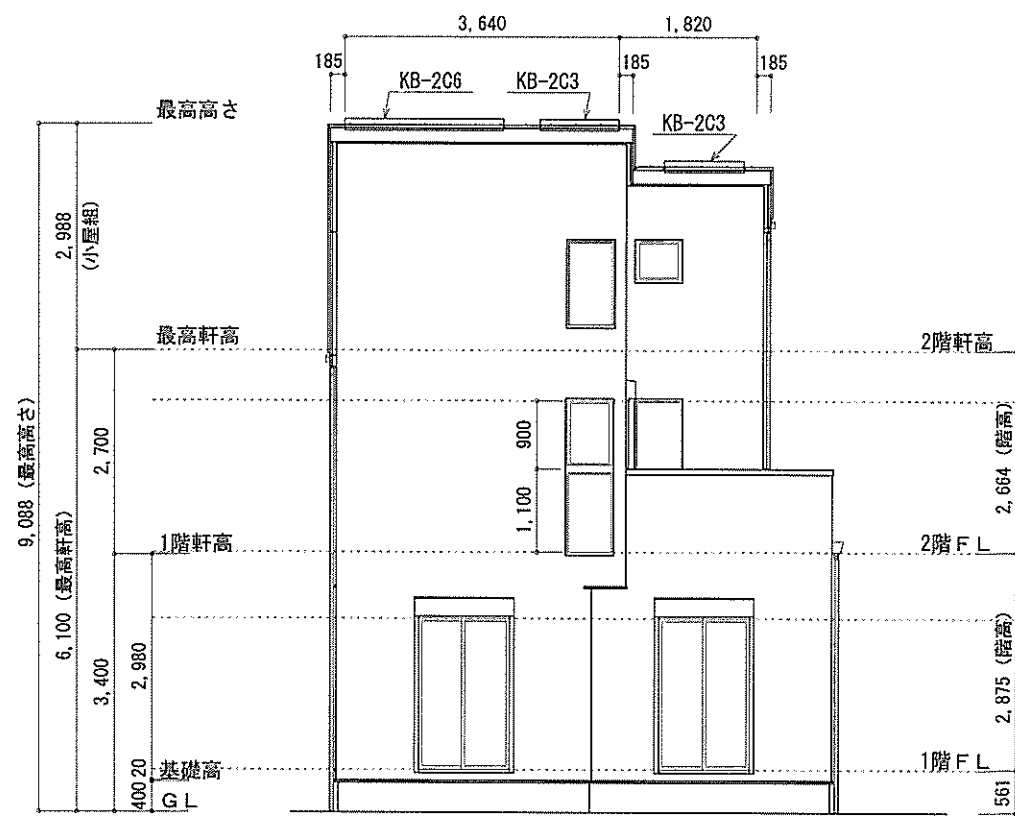 3,640
1,820
185
185
185
KB-2C6
KB-2C3
KB-2C3
最高高さ
2,988
(小屋組)
最高軒高
2階軒高
9,088 (最高高さ)
6,100 (最高軒高)
2,700
900
1,100
2,664 (階高)
1階軒高
2階FL
3,400
2,980
2,875 (階高)
20
基礎高
1階FL
400
GL
561